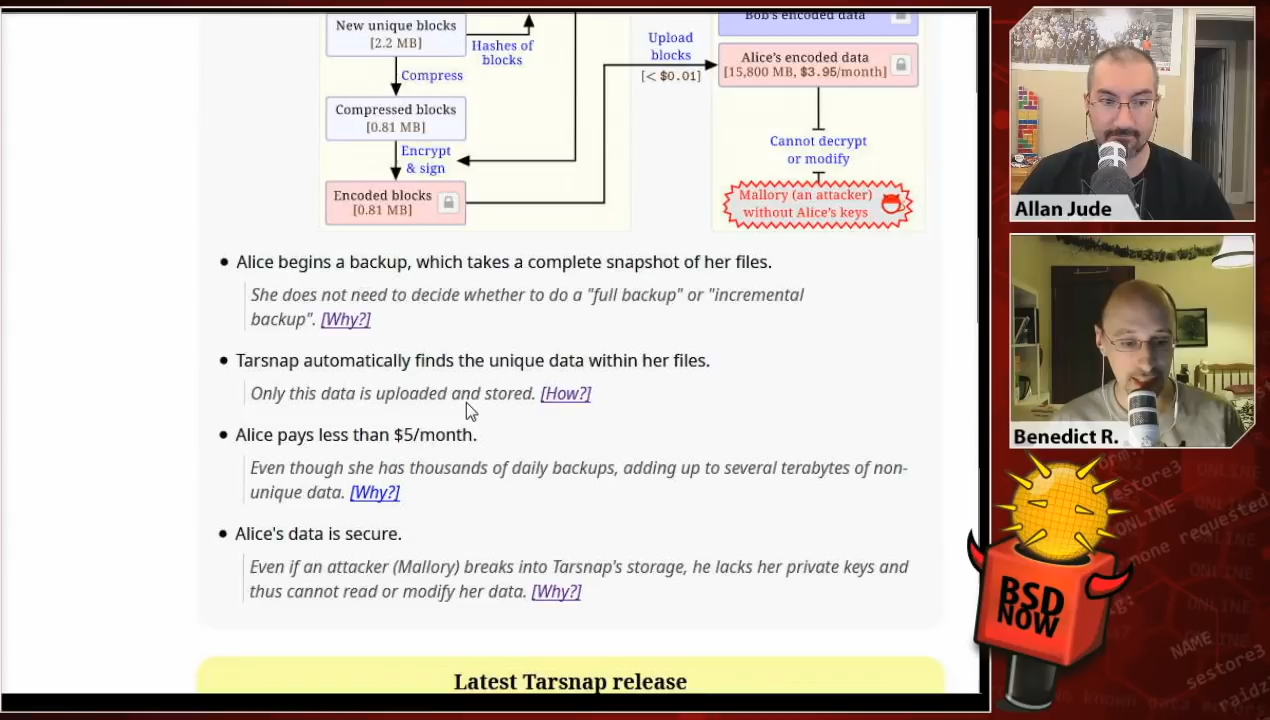 New unique blocks
[2.2 MB]
Hashes of
blocks
Compress
Compressed blocks
[0.81 MB]
Encrypt
& sign
Encoded blocks
[0.81 MB]
Upload
blocks
[< $0.01]
Bob's encoded data
Alice's encoded data
[15,800 MB, $3.95/month]
Cannot decrypt
or modify
Mallory (an attacker)
without Alice's keys
Alice begins a backup, which takes a complete snapshot of her files.
She does not need to decide whether to do a "full backup" or "incremental
backup". [Why?]
Tarsnap automatically finds the unique data within her files.
Only this data is uploaded and stored. [How?]
Alice pays less than $5/month.
Even though she has thousands of daily backups, adding up to several terabytes of non-
unique data. [Why?]
Alice's data is secure.
Even if an attacker (Mallory) breaks into Tarsnap's storage, he lacks her private keys and
thus cannot read or modify her data. [Why?]
Latest Tarsnap release
Allan Jude
Benedict R.
BSD
NOW
ONLINE
ONLINE
ONLINE
requested
ONLINE
NAME
sestore3